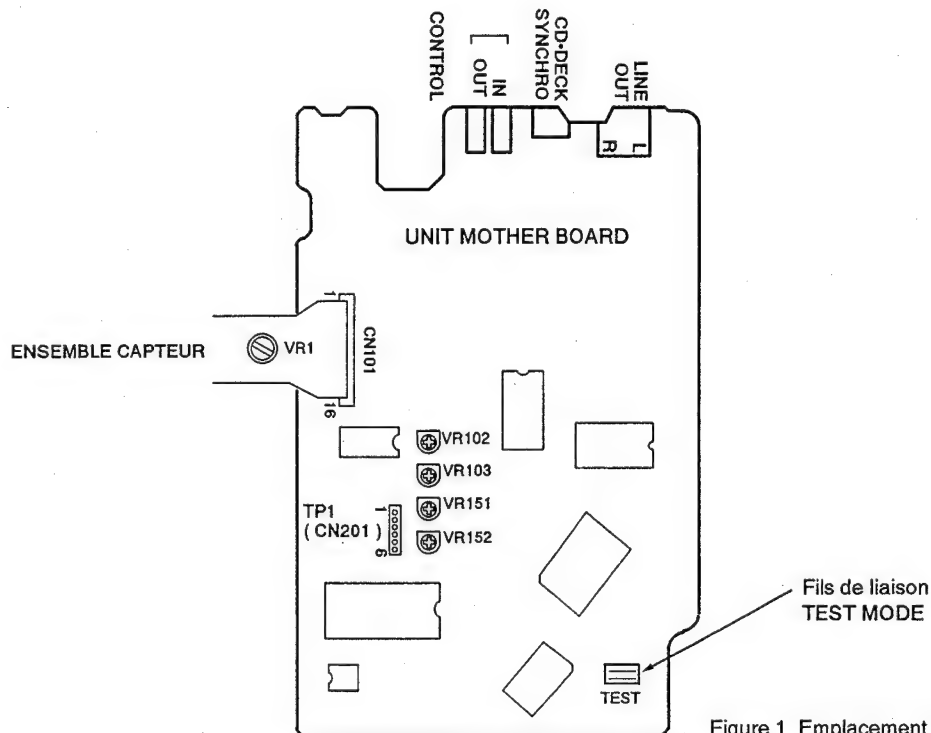 CONTROL
OUT
IN
CD•DECK
SYNCHRO
LINE
OUT
R
L
UNIT MOTHER BOARD
ENSEMBLE CAPTEUR
VR1
1
CN101
16
VR102
VR103
VR151
VR152
TP1
( CN201 )
1
6
Fils de liaison
TEST MODE
TEST
Figure 1 Emplacement